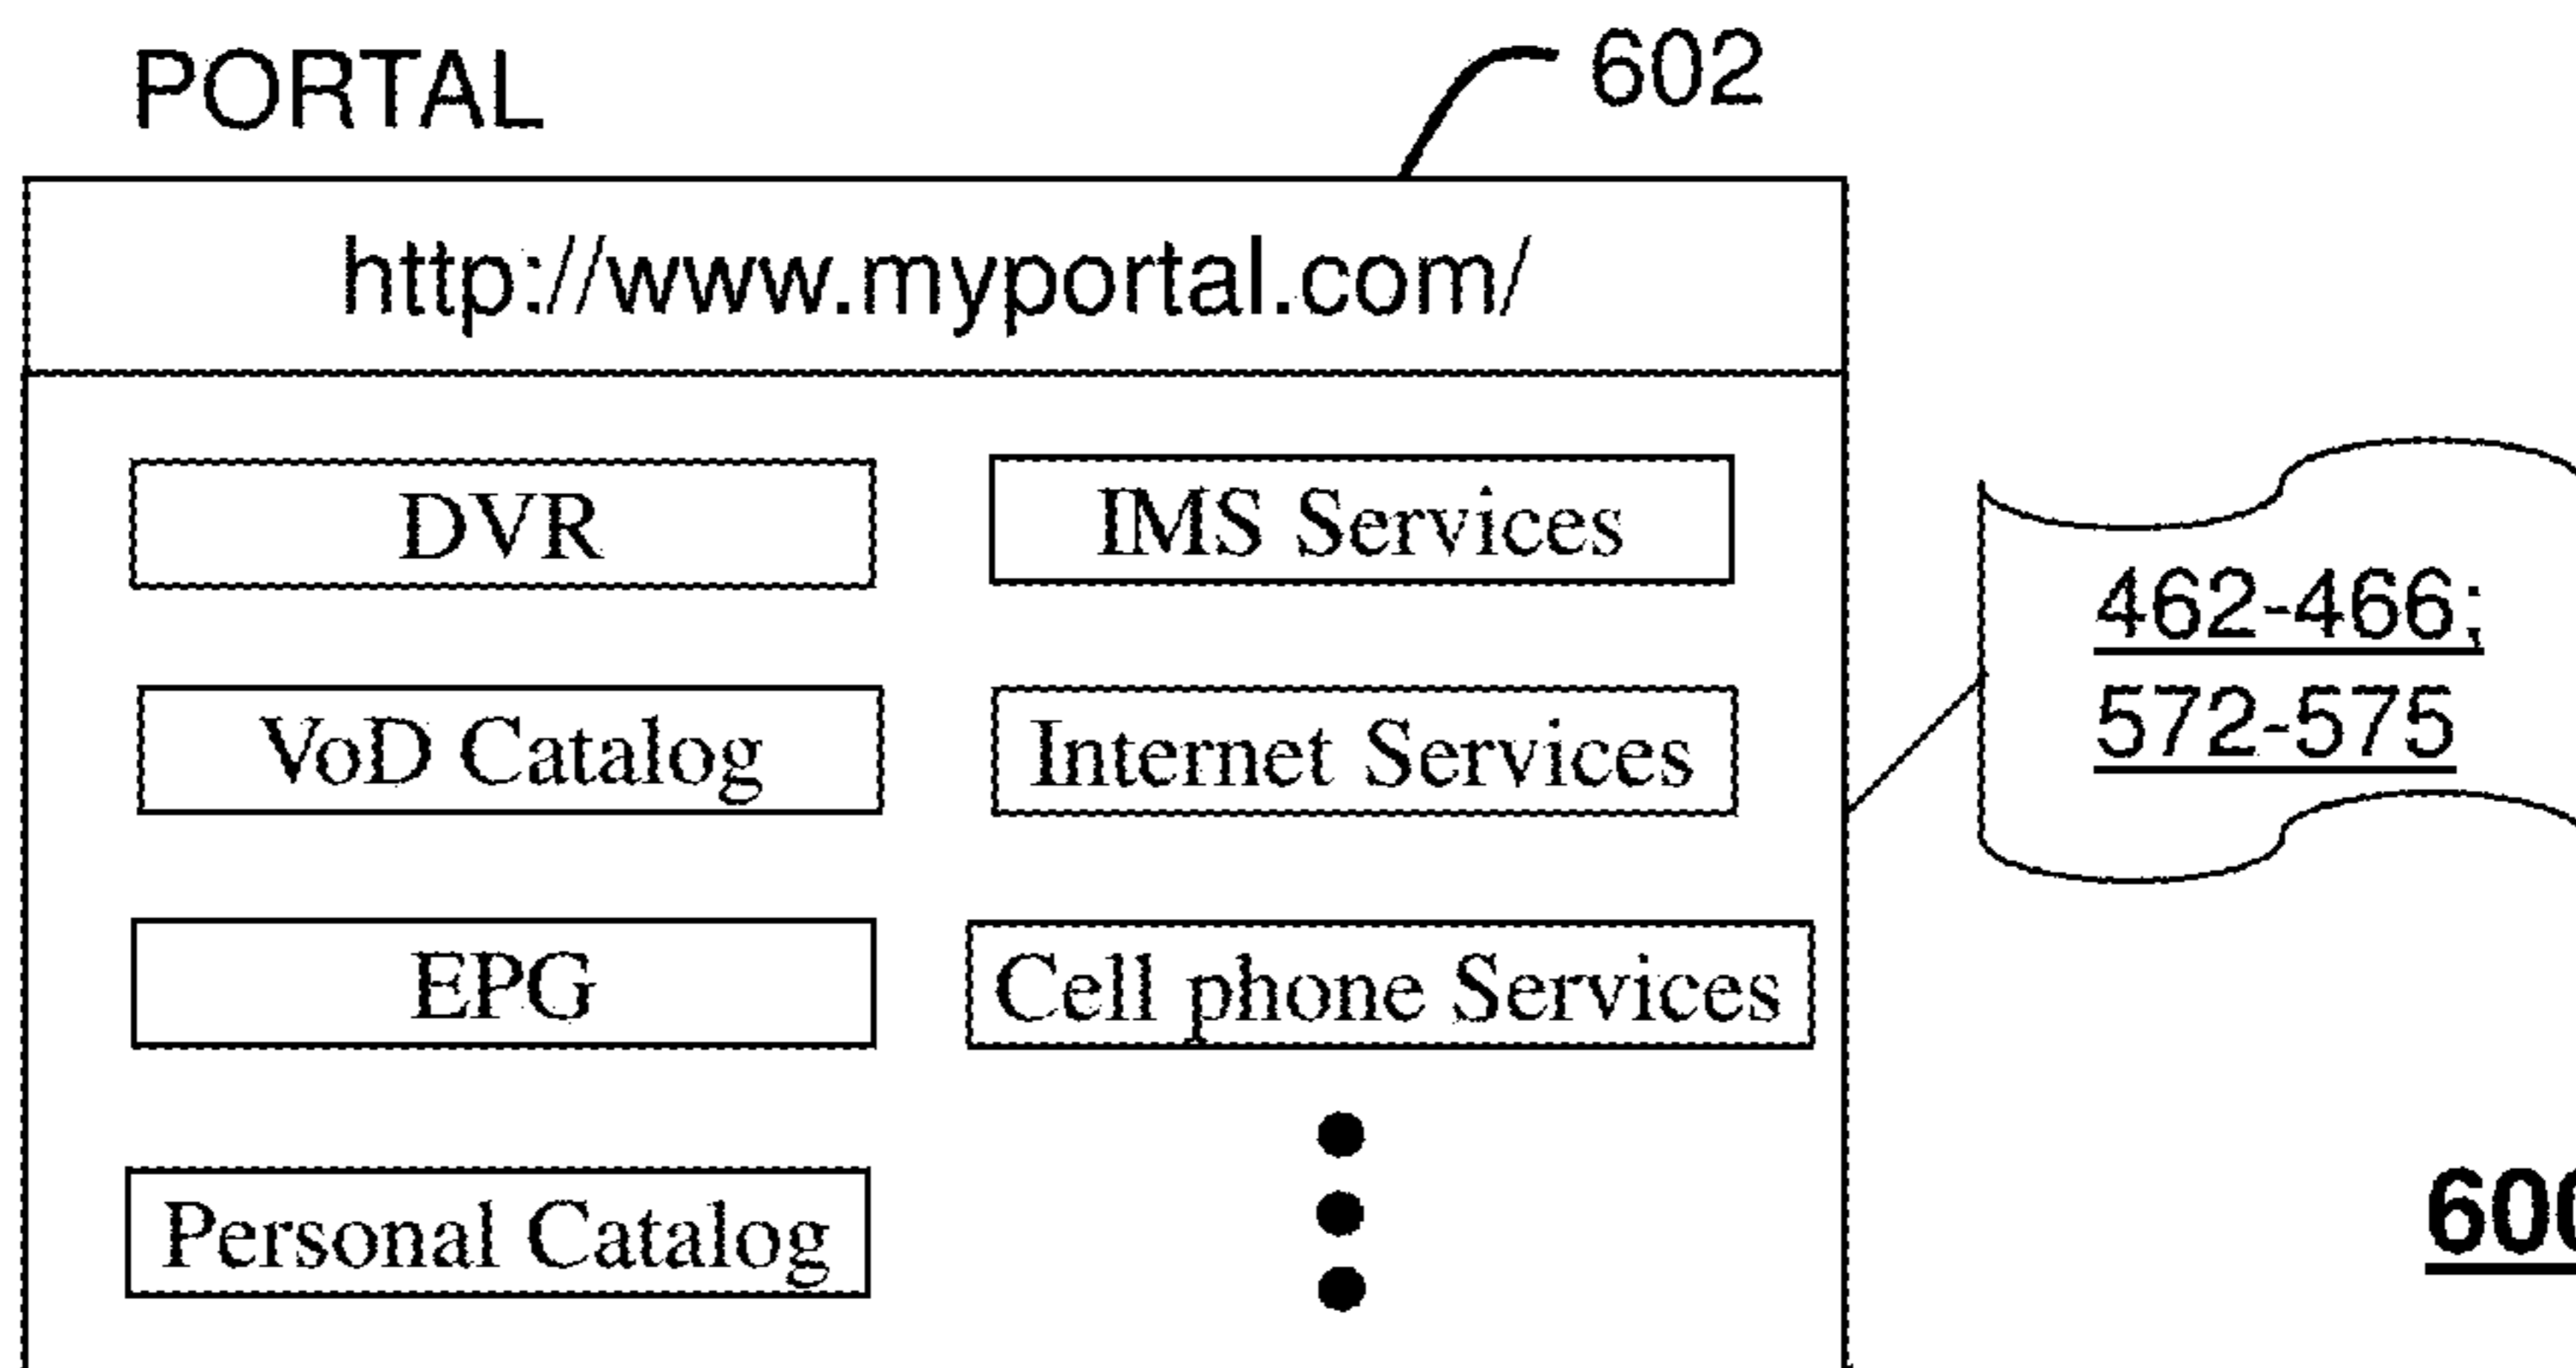 PORTAL
602
http://www.myportal.com/
DVR
IMS Services
462-466;
572-575
VoD Catalog
Internet Services
EPG
Cell phone Services
Personal Catalog